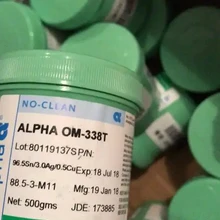 NO-CLEAN
ALPHA OM-338T
Lot:80119137SP/N:
96.5Sn/3.0Ag/0.5Cu Exp: 18 Jul 18
88.5-3-M11 Mfg: 19 Jan 18
Net: 500gms JDE: 173885